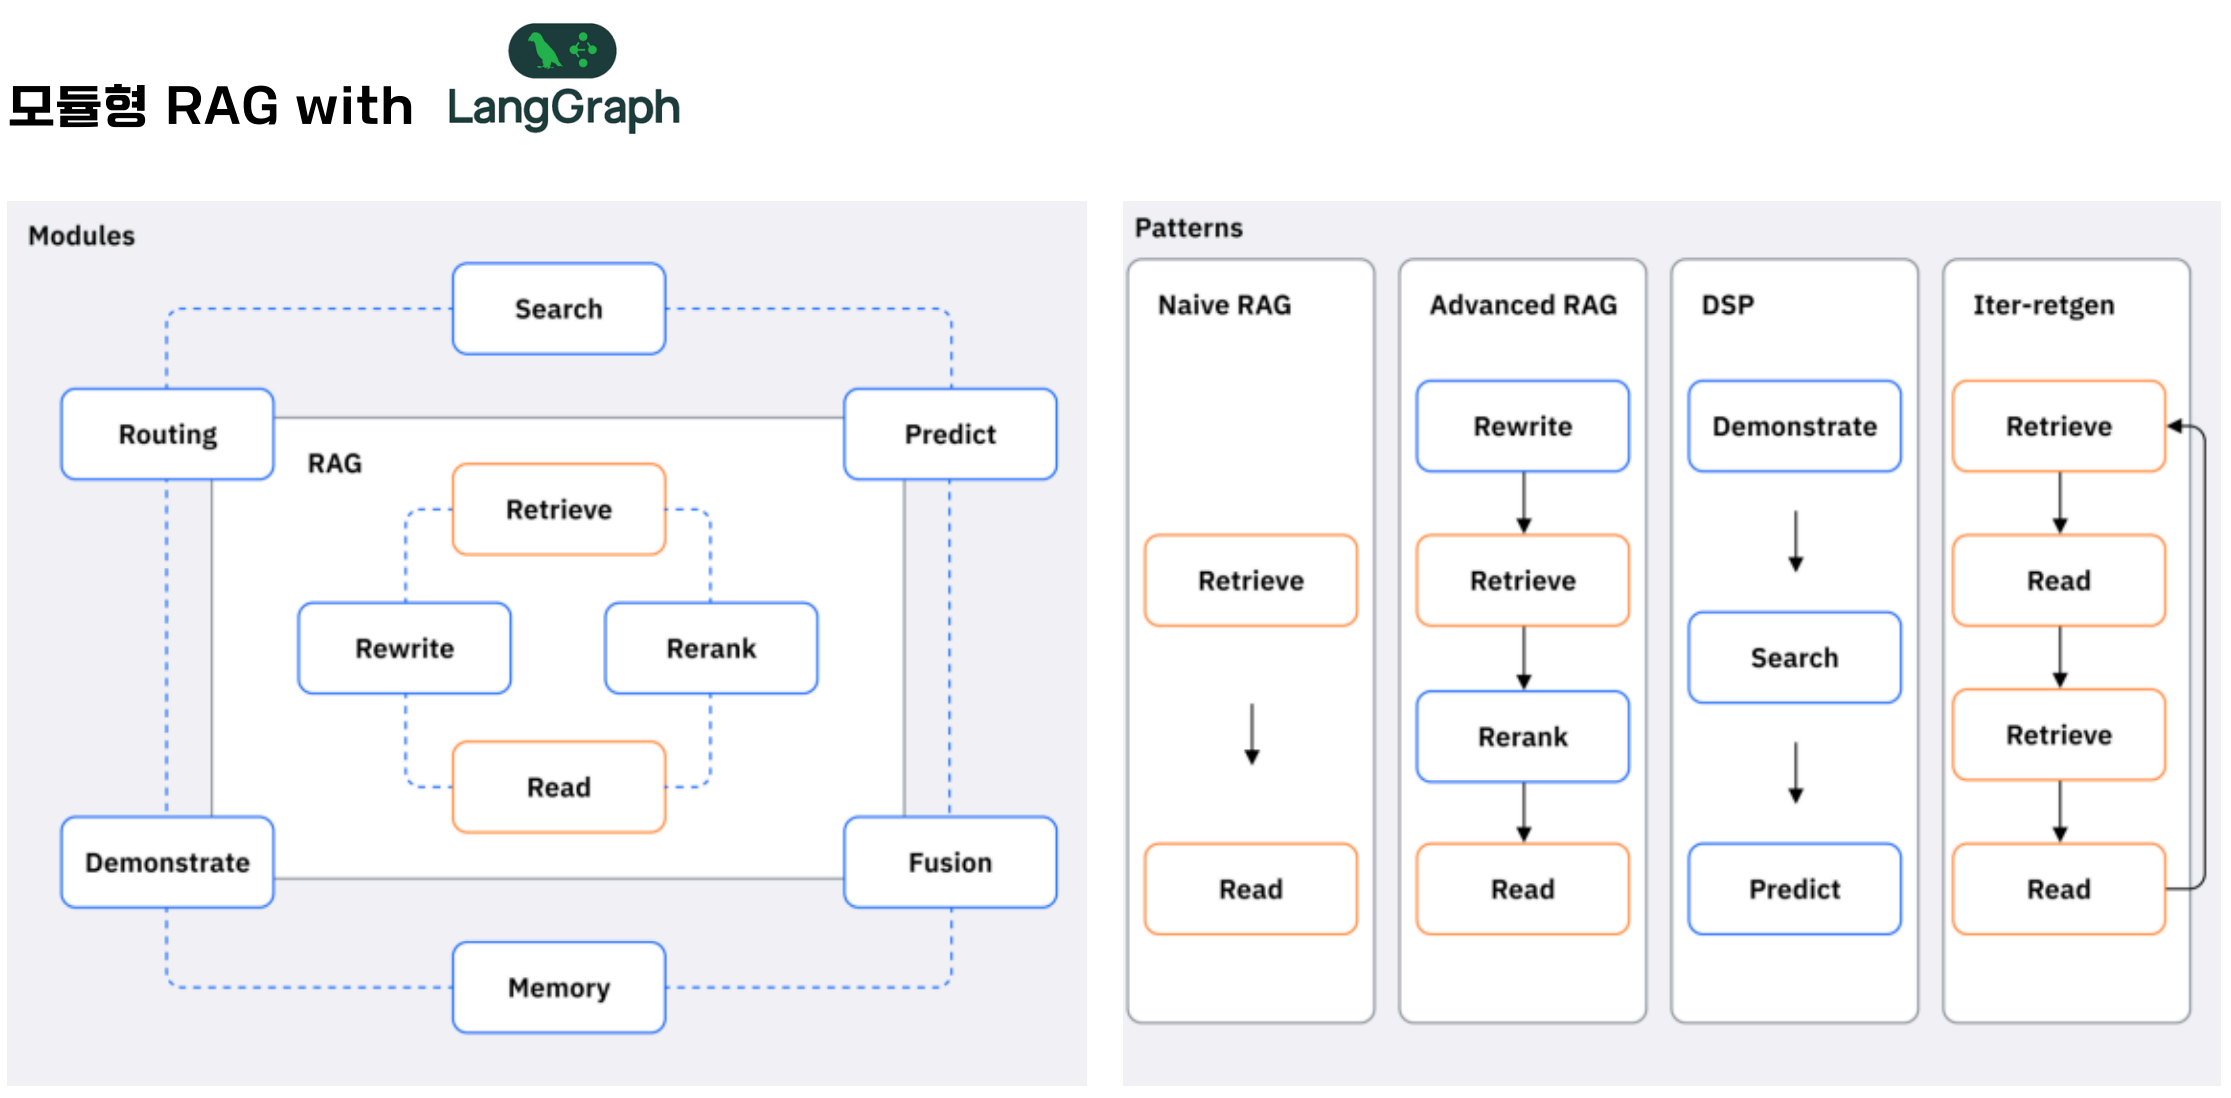 모듈형 RAG with LangGraph
Modules
Search
Routing
Predict
RAG
Retrieve
Rewrite
Rerank
Read
Demonstrate
Fusion
Memory
Patterns
Naive RAG
Retrieve
Read
Advanced RAG
Rewrite
Retrieve
Rerank
Read
DSP
Demonstrate
Search
Predict
Iter-retgen
Retrieve
Read
Retrieve
Read